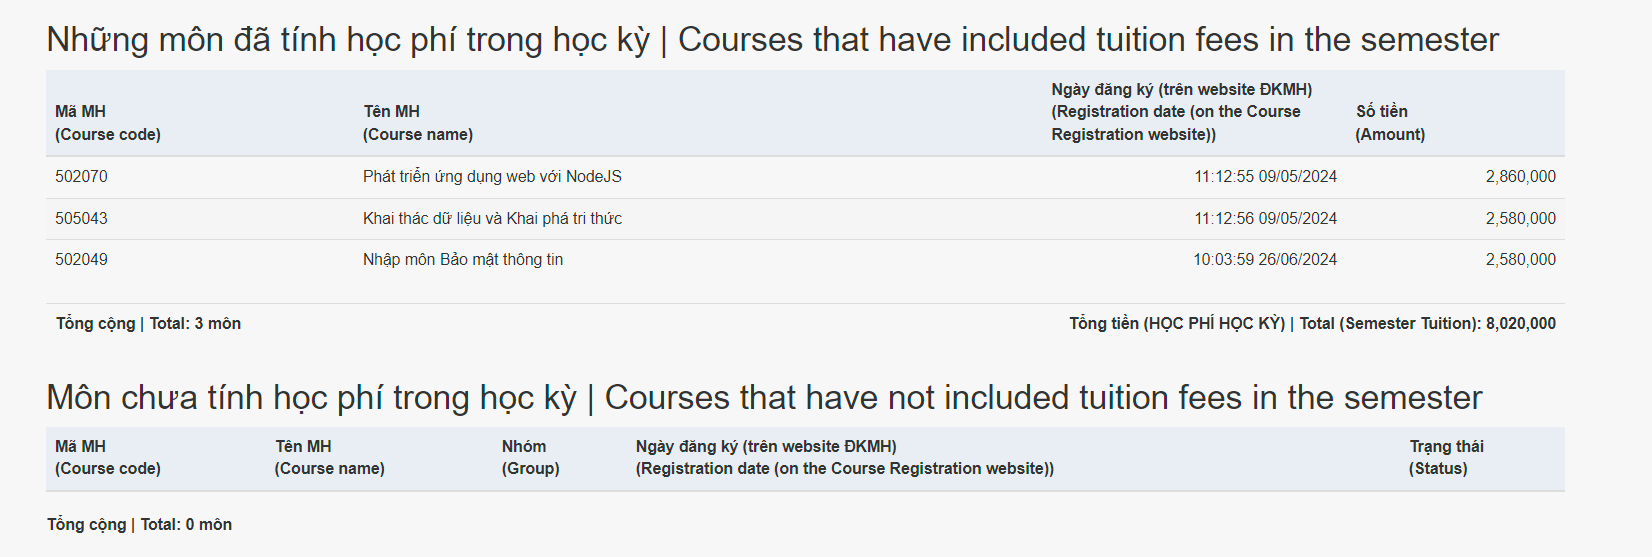 Những môn đã tính học phí trong học kỳ | Courses that have included tuition fees in the semester
Mã MH
(Course code)
Tên MH
(Course name)
Ngày đăng ký (trên website ĐKMH)
(Registration date (on the Course
Registration website))
Số tiền
(Amount)
502070 Phát triển ứng dụng web với NodeJS 11:12:55 09/05/2024 2,860,000
505043 Khai thác dữ liệu và Khai phá tri thức 11:12:56 09/05/2024 2,580,000
502049 Nhập môn Bảo mật thông tin 10:03:59 26/06/2024 2,580,000
Tổng cộng | Total: 3 môn Tổng tiền (HỌC PHÍ HỌC KỲ) | Total (Semester Tuition): 8,020,000
Môn chưa tính học phí trong học kỳ | Courses that have not included tuition fees in the semester
Mã MH
(Course code)
Tên MH
(Course name)
Nhóm
(Group)
Ngày đăng ký (trên website ĐKMH)
(Registration date (on the Course Registration website))
Trạng thái
(Status)
Tổng cộng | Total: 0 môn